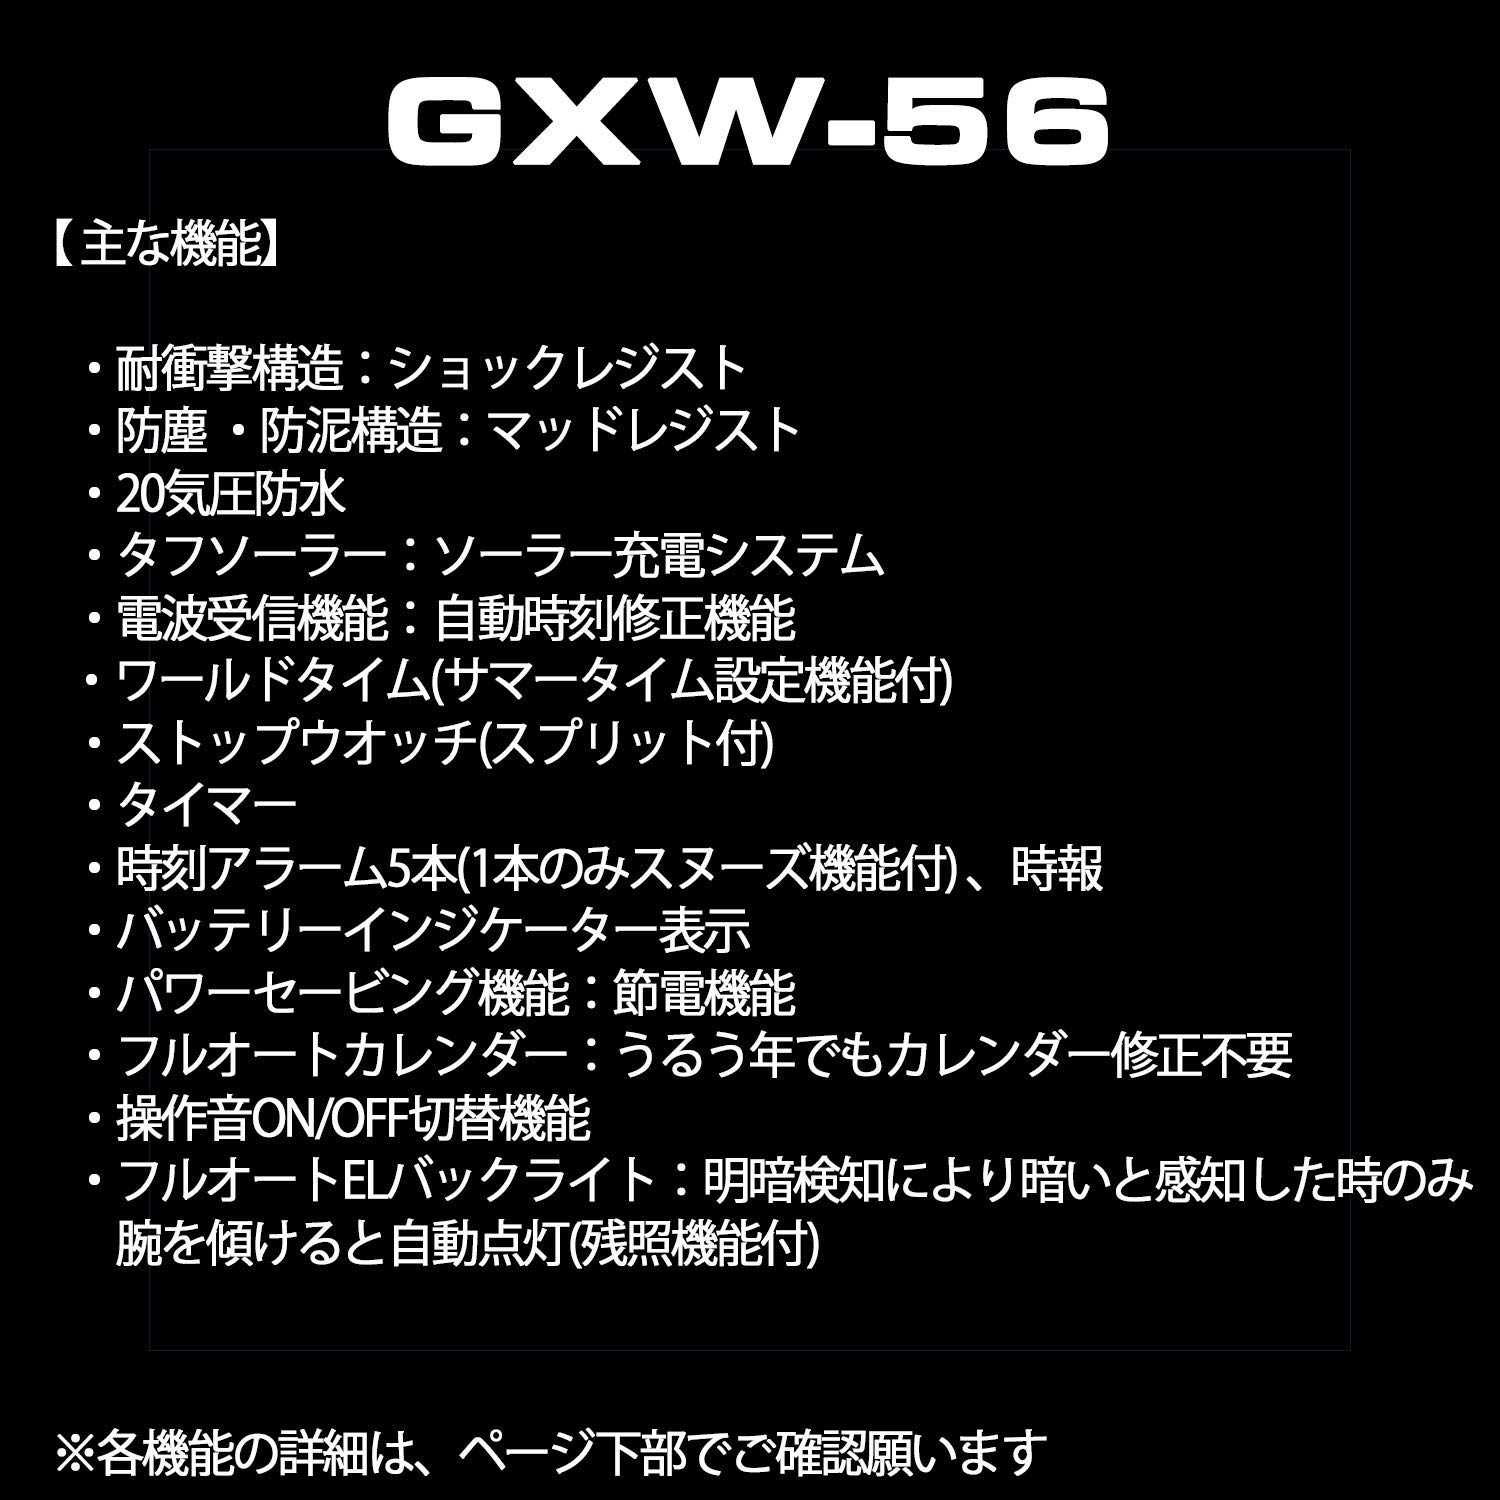 GXW-56
【主な機能】
・耐衝撃構造：ショックレジスト
・防塵・防泥構造：マッドレジスト
・20気圧防水
・タフソーラー：ソーラー充電システム
・電波受信機能：自動時刻修正機能
・ワールドタイム(サマータイム設定機能付)
・ストップウオッチ(スプリット付)
・タイマー
・時刻アラーム5本(1本のみスヌーズ機能付)、時報
・バッテリーインジケーター表示
・パワーセービング機能：節電機能
・フルオートカレンダー：うるう年でもカレンダー修正不要
・操作音ON/OFF切替機能
・フルオートELバックライト：明暗検知により暗いと感知した時のみ
腕を傾けると自動点灯(残照機能付)
※各機能の詳細は、ページ下部でご確認願います